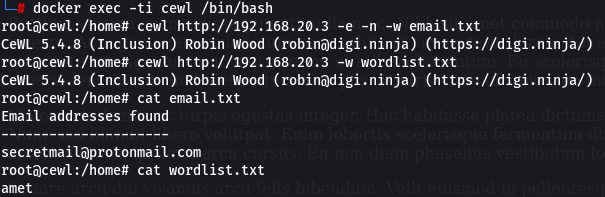 └─# docker exec -ti cewl /bin/bash
root@cewl:/home# cewl http://192.168.20.3 -e -n -w email.txt
CeWL 5.4.8 (Inclusion) Robin Wood (robin@digi.ninja) (https://digi.ninja/)
root@cewl:/home# cewl http://192.168.20.3 -w wordlist.txt
CeWL 5.4.8 (Inclusion) Robin Wood (robin@digi.ninja) (https://digi.ninja/)
root@cewl:/home# cat email.txt
Email addresses found
---------------------
secretmail@protonmail.com
root@cewl:/home# cat wordlist.txt
amet